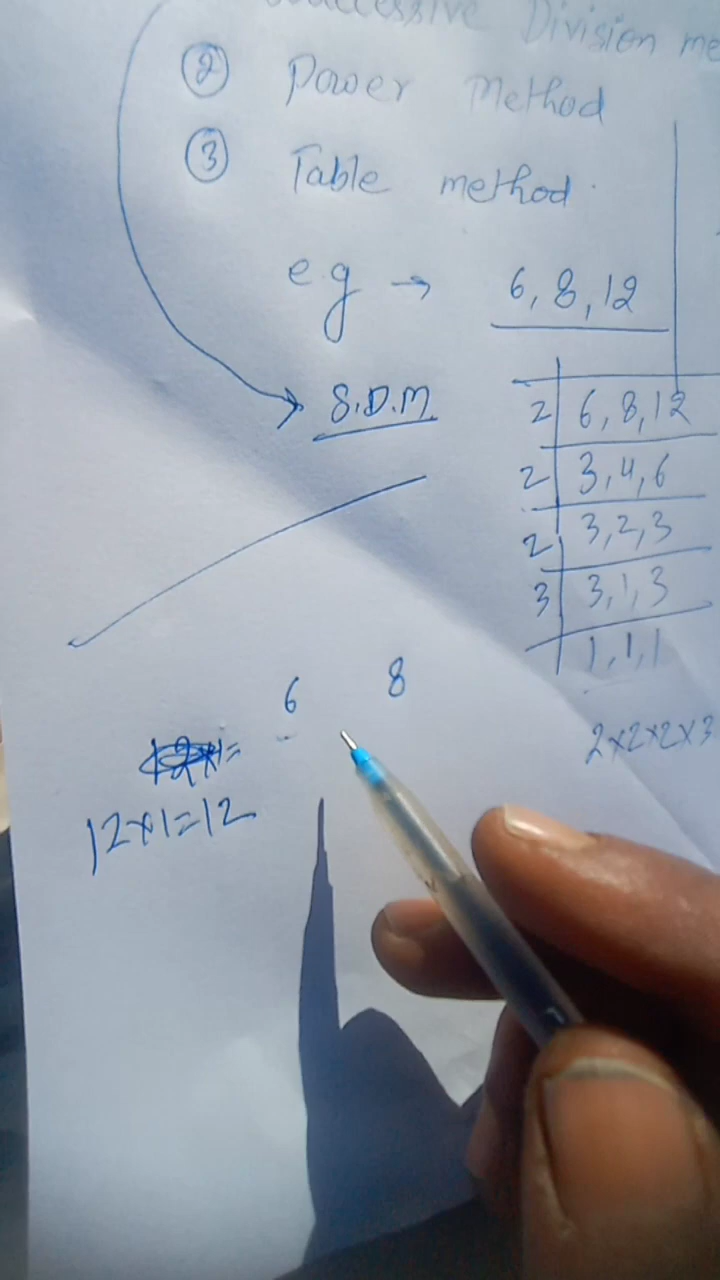 Successive Division me
② Power Method
③ Table method.
e.g → 6, 8, 12
S.D.M.
2 | 6, 8, 12
2 | 3, 4, 6
2 | 3, 2, 3
3 | 3, 1, 3
1, 1, 1
2×2×2×3
6 8
12×1=12